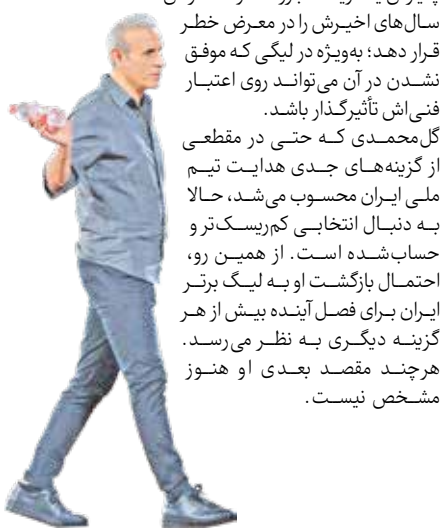 سال‌های اخیرش را در معرض خطر
قرار دهد؛ به‌ویژه در لیگی که موفق
نشدن در آن می‌تواند روی اعتبار
فنی‌اش تأثیرگذار باشد.
گل‌محمدی که حتی در مقطعی
از گزینه‌های جدی هدایت تیم
ملی ایران محسوب می‌شد، حالا
به دنبال انتخابی کم‌ریسک‌تر و
حساب‌شده است. از همین رو،
احتمال بازگشت او به لیگ برتر
ایران برای فصل آینده بیش از هر
گزینه دیگری به نظر می‌رسد.
هرچند مقصد بعدی او هنوز
مشخص نیست.